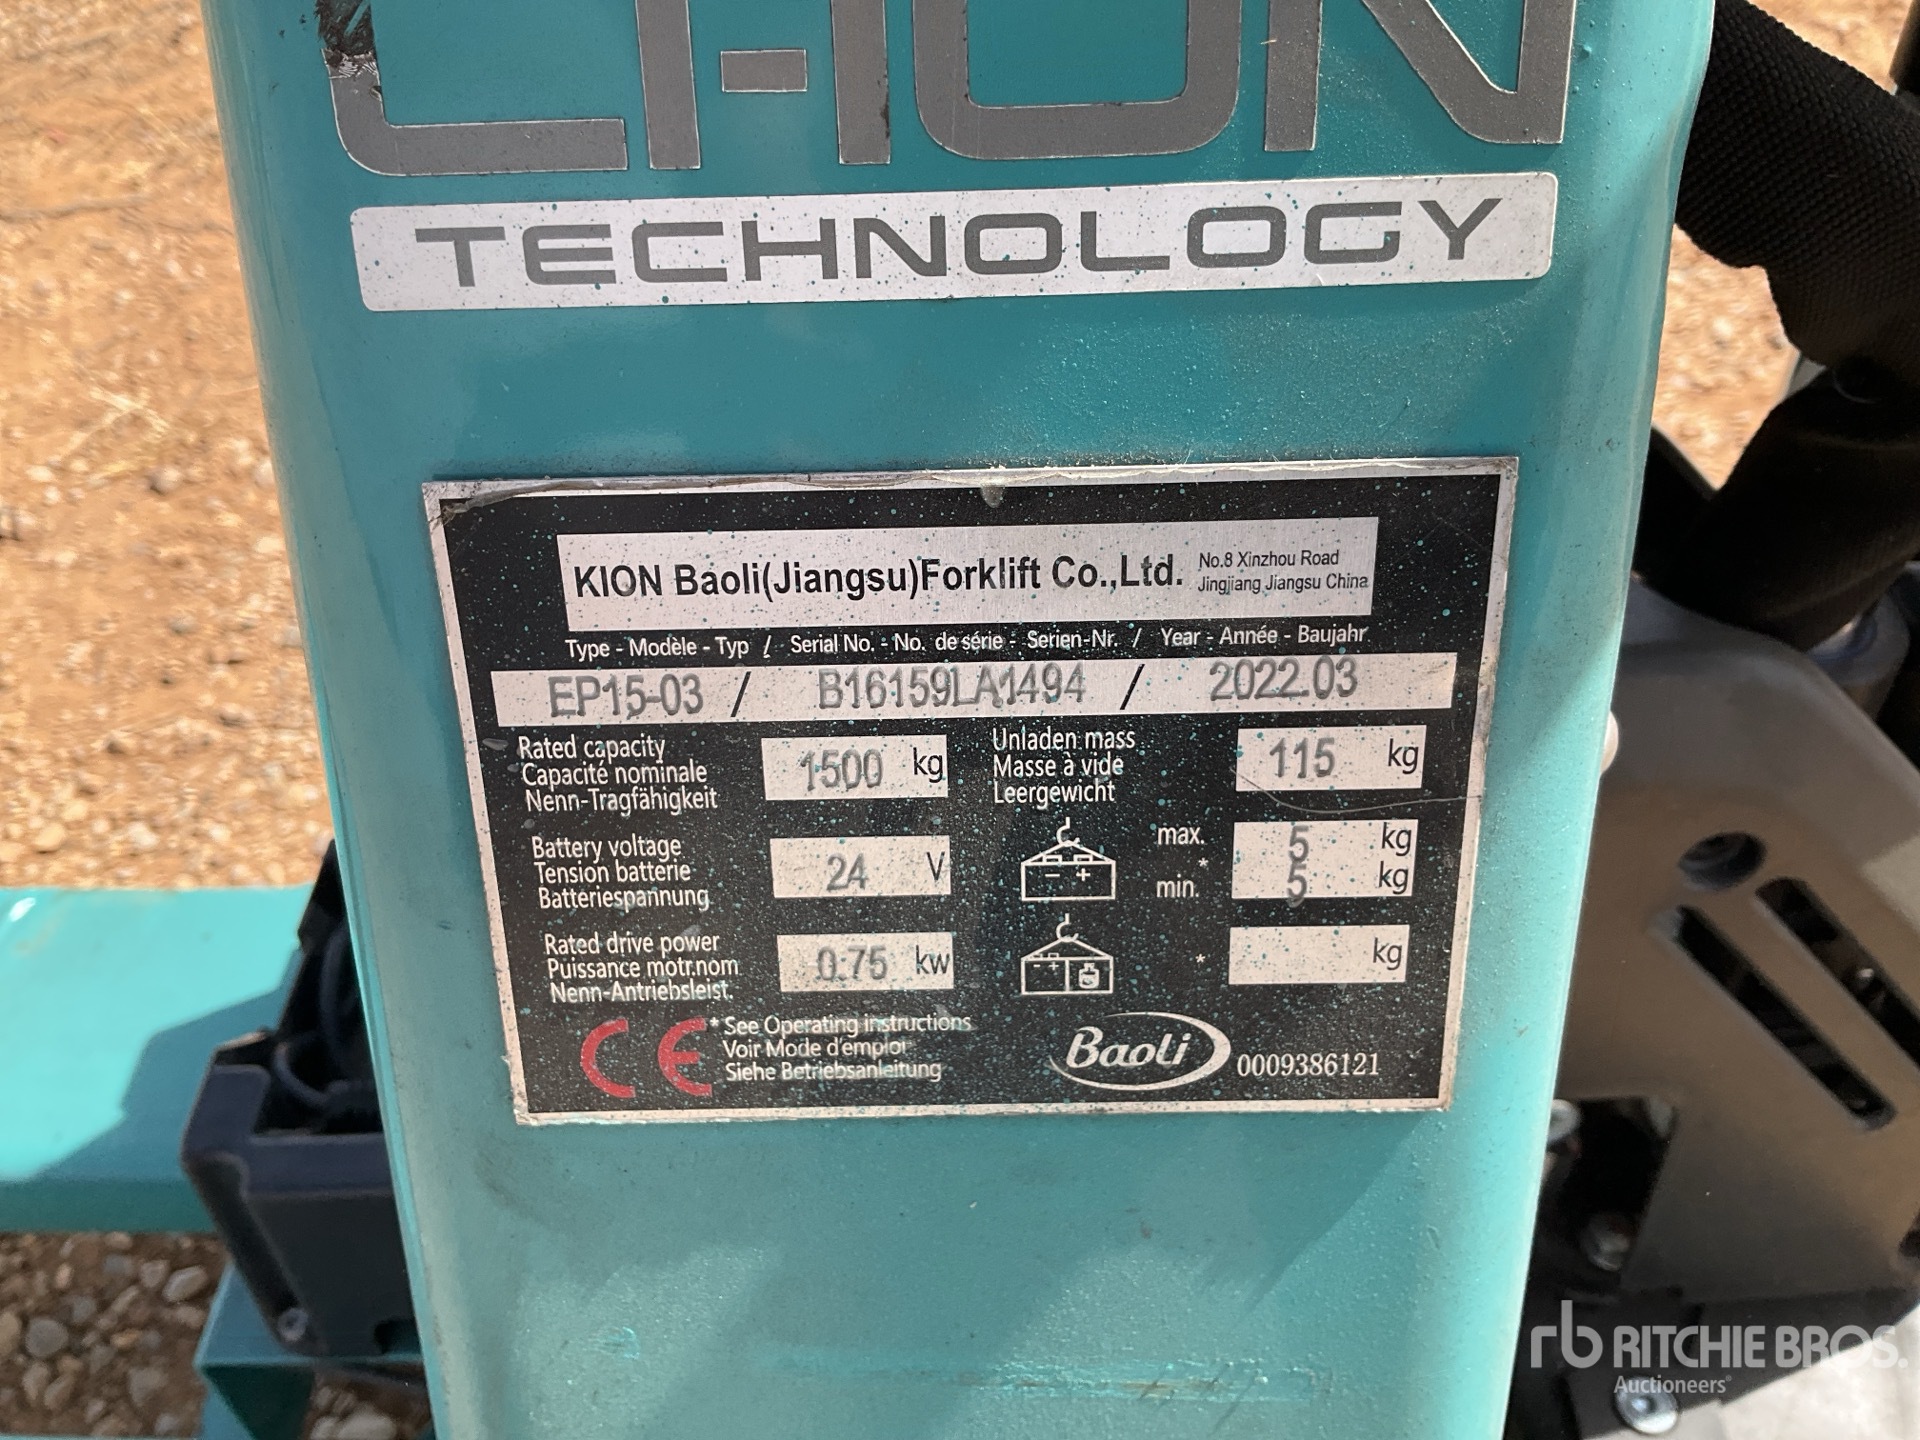 LI-ION
TECHNOLOGY
KION Baoli(Jiangsu)Forklift Co.,Ltd. No.8 Xinzhou Road
Jingjiang Jiangsu China
Type - Modèle - Typ / Serial No. - No. de série - Serien-Nr. / Year - Année - Baujahr
EP15-03 / B16159LA1494 / 2022.03
Rated capacity
Capacité nominale
Nenn-Tragfähigkeit
1500 kg
Unladen mass
Masse à vide
Leergewicht
115 kg
Battery voltage
Tension batterie
Batteriespannung
24 V
- +
max. 5 kg
*
min. 5 kg
Rated drive power
Puissance motr.nom
Nenn-Antriebsleist.
0.75 kw
- +
* kg
CE
* See Operating instructions
Voir Mode d'emploi
Siehe Betriebsanleitung
Baoli 0009386121
rb RITCHIE BROS.
Auctioneers